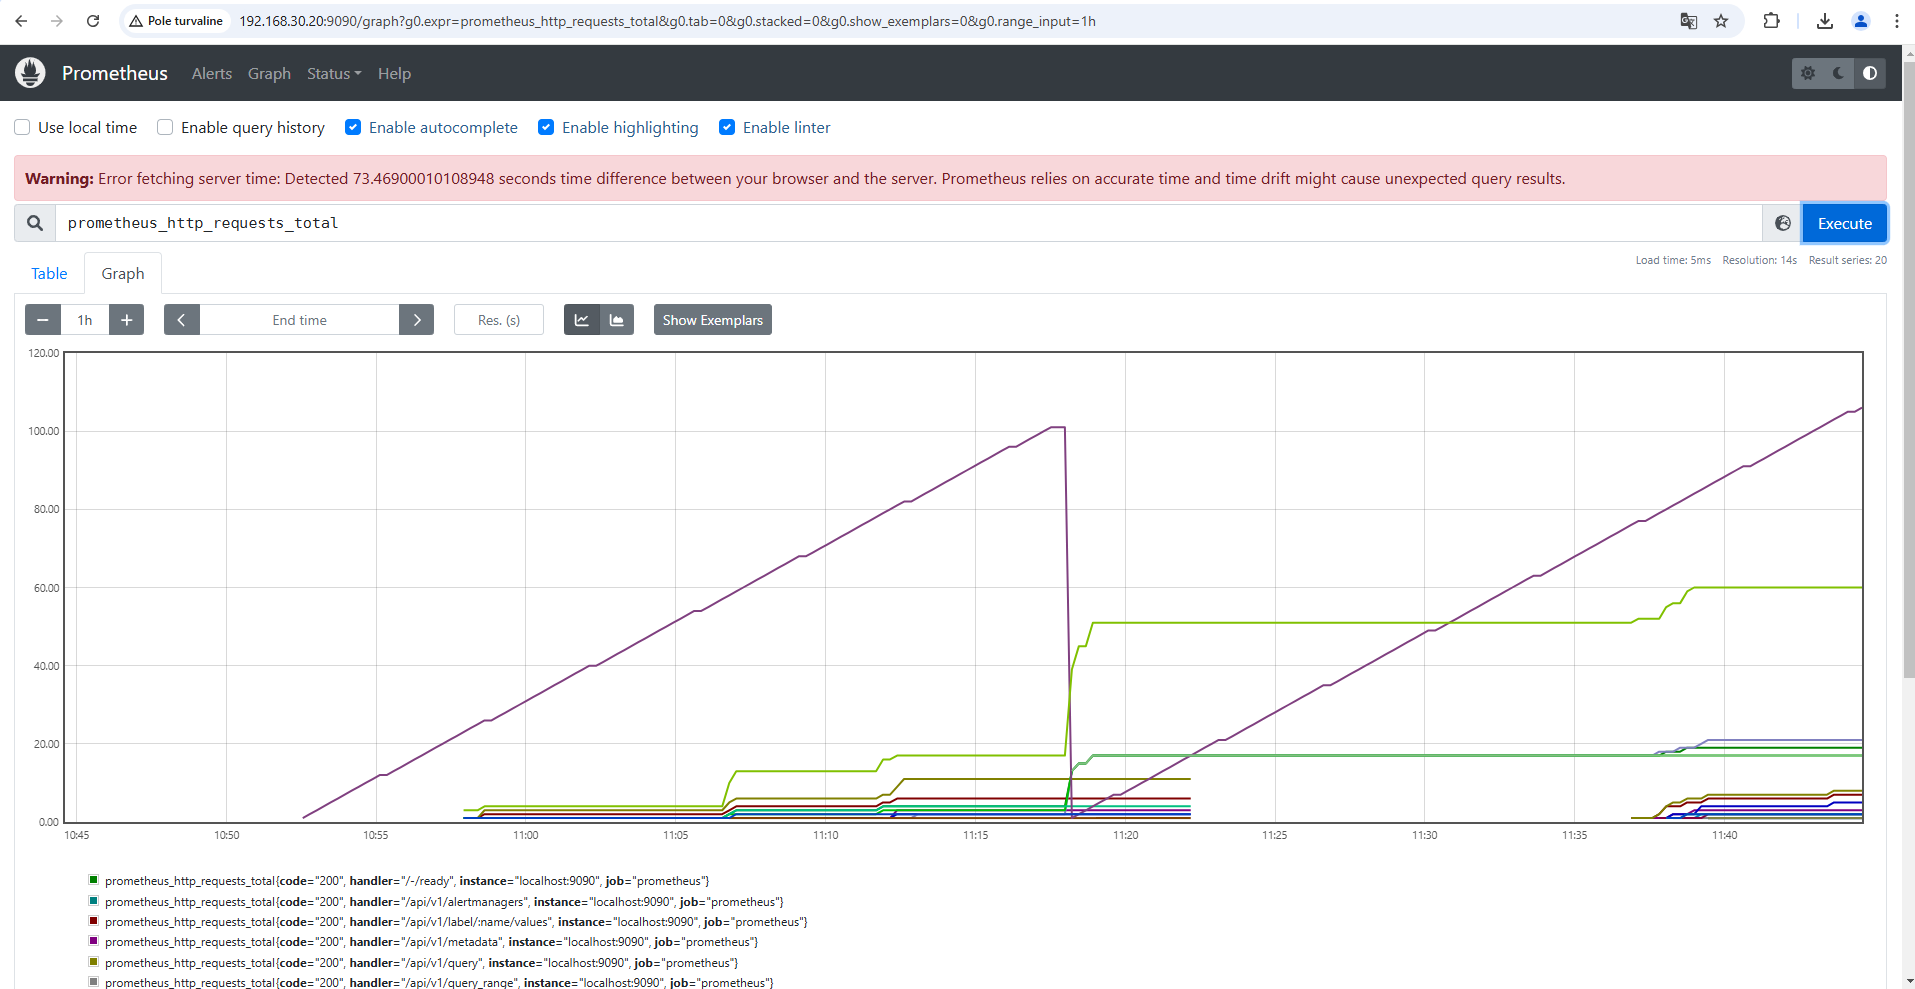 Pole turvaline
192.168.30.20:9090/graph?g0.expr=prometheus_http_requests_total&g0.tab=0&g0.stacked=0&g0.show_exemplars=0&g0.range_input=1h
Prometheus Alerts Graph Status Help
Use local time Enable query history Enable autocomplete Enable highlighting Enable linter
Warning: Error fetching server time: Detected 73.46900010108948 seconds time difference between your browser and the server. Prometheus relies on accurate time and time drift might cause unexpected query results.
prometheus_http_requests_total
Execute
Table Graph
Load time: 5ms Resolution: 14s Result series: 20
1h End time Res. (s) Show Exemplars
120.00
100.00
80.00
60.00
40.00
20.00
0.00
10:45 10:50 10:55 11:00 11:05 11:10 11:15 11:20 11:25 11:30 11:35 11:40
prometheus_http_requests_total{code="200", handler="/-/ready", instance="localhost:9090", job="prometheus"}
prometheus_http_requests_total{code="200", handler="/api/v1/alertmanagers", instance="localhost:9090", job="prometheus"}
prometheus_http_requests_total{code="200", handler="/api/v1/label/:name/values", instance="localhost:9090", job="prometheus"}
prometheus_http_requests_total{code="200", handler="/api/v1/metadata", instance="localhost:9090", job="prometheus"}
prometheus_http_requests_total{code="200", handler="/api/v1/query", instance="localhost:9090", job="prometheus"}
prometheus_http_requests_total{code="200", handler="/api/v1/query_range", instance="localhost:9090", job="prometheus"}